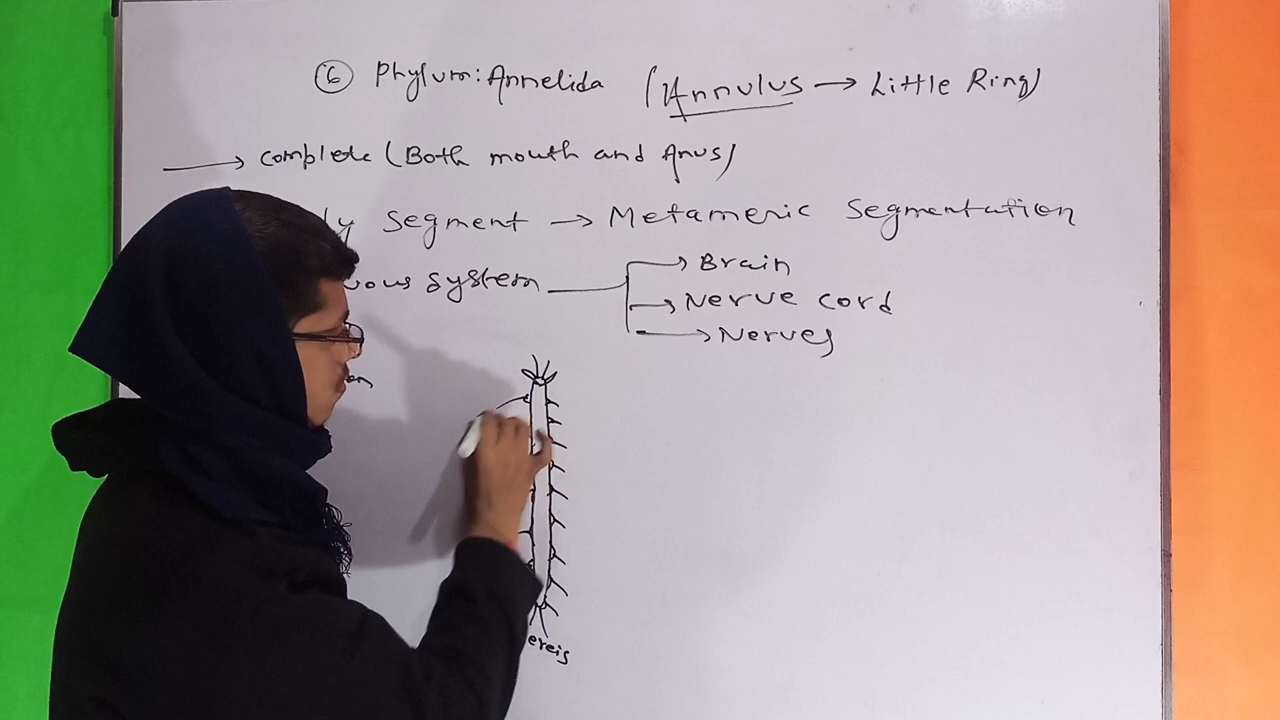 ⑥ Phylum: Annelida (Annulus → Little Ring)
→ complete (Both mouth and Anus)
segment → Metameric segmentation
system → Brain
→ Nerve cord
→ Nerves